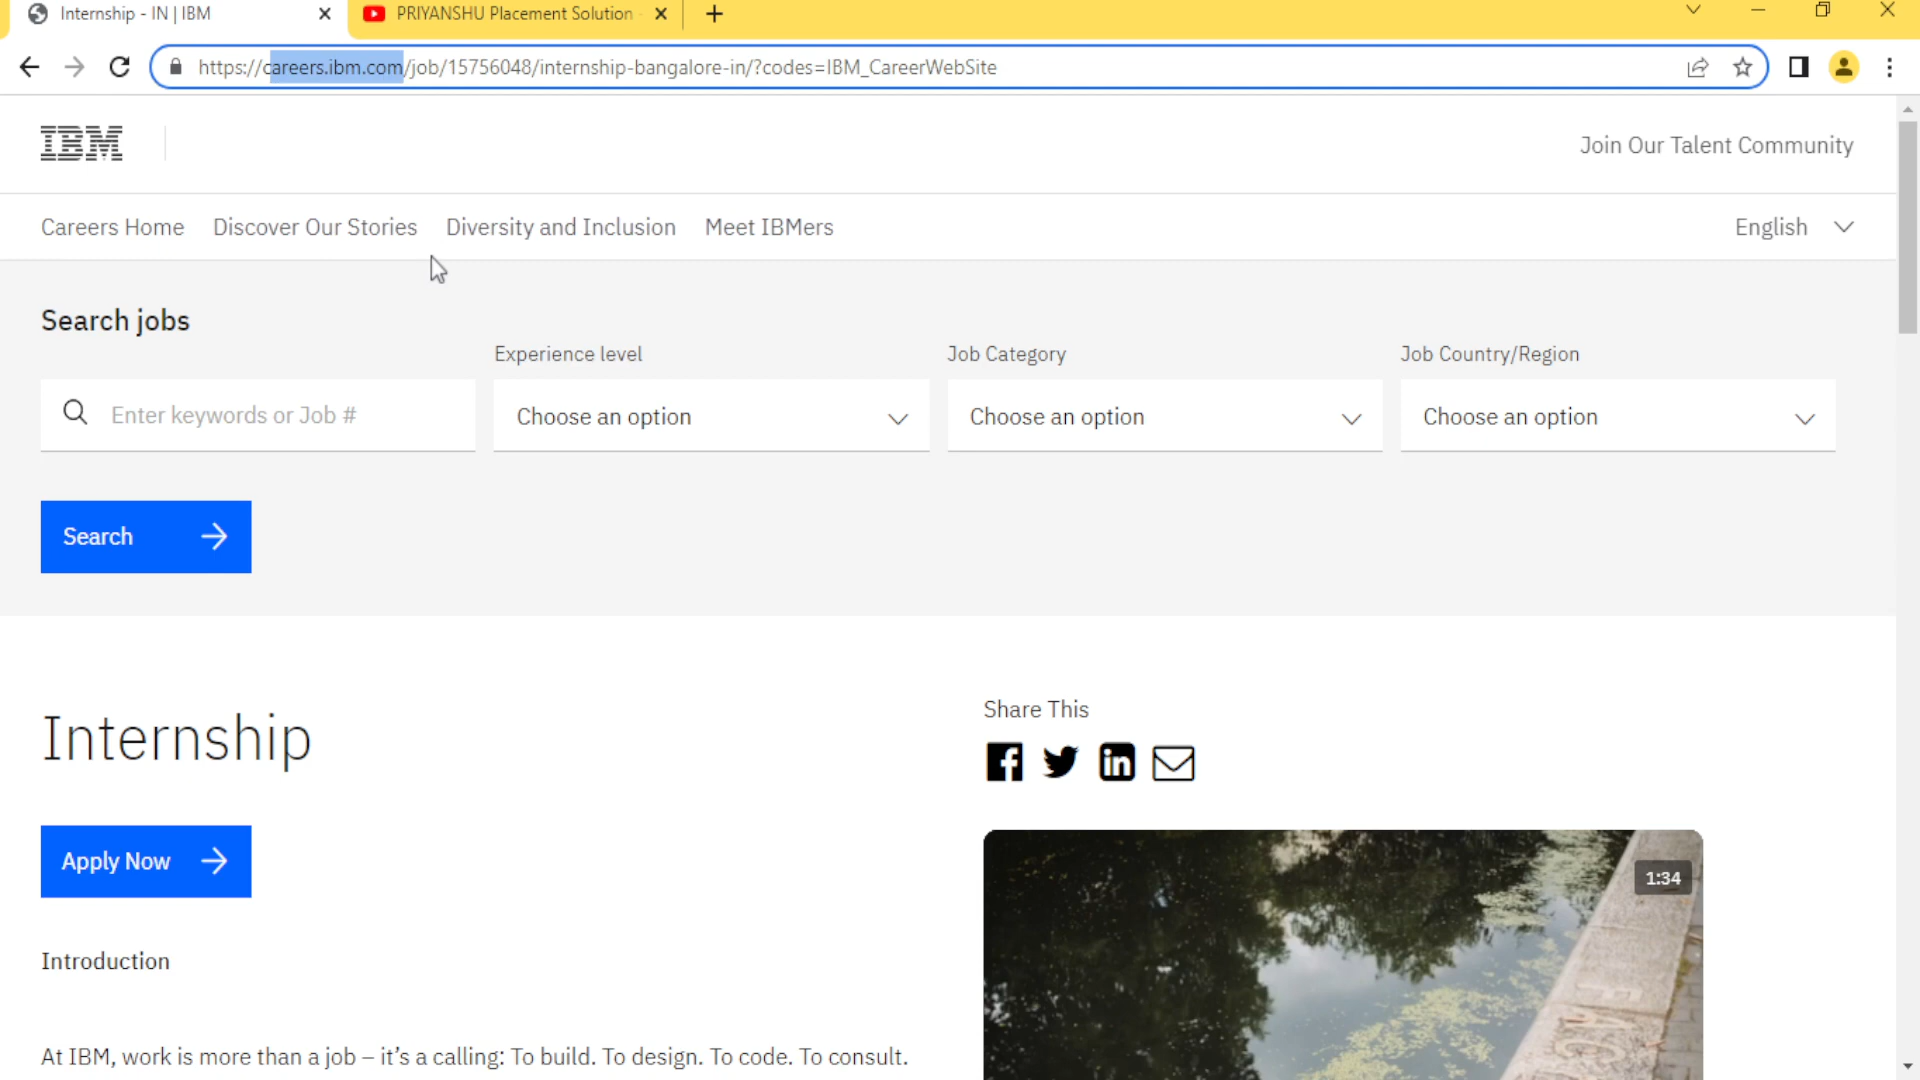 Internship - IN | IBM
PRIYANSHU Placement Solution
https://careers.ibm.com/job/15756048/internship-bangalore-in/?codes=IBM_CareerWebSite
IBM
Join Our Talent Community
Careers Home Discover Our Stories Diversity and Inclusion Meet IBMers English
Search jobs
Experience level Job Category Job Country/Region
Enter keywords or Job # Choose an option Choose an option Choose an option
Search
Internship
Share This
Apply Now
1:34
Introduction
At IBM, work is more than a job – it’s a calling: To build. To design. To code. To consult.